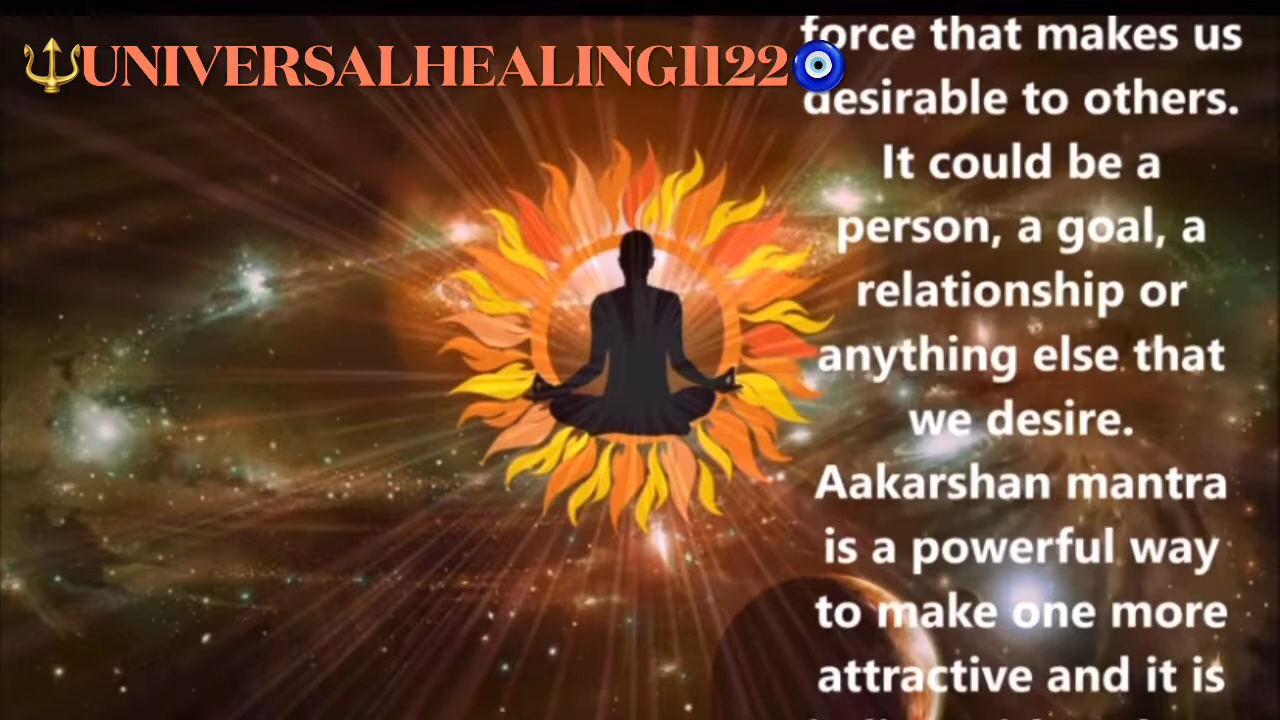 🔱UNIVERSALHEALING1122🧿
force that makes us
desirable to others.
It could be a
person, a goal, a
relationship or
anything else that
we desire.
Aakarshan mantra
is a powerful way
to make one more
attractive and it is